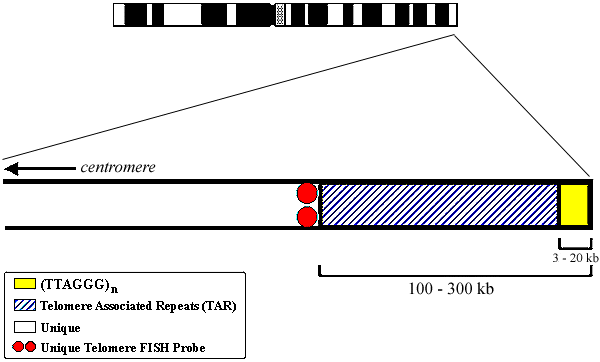 centromere
3 - 20 kb
100 - 300 kb
(TTAGGG)n
Telomere Associated Repeats (TAR)
Unique
Unique Telomere FISH Probe